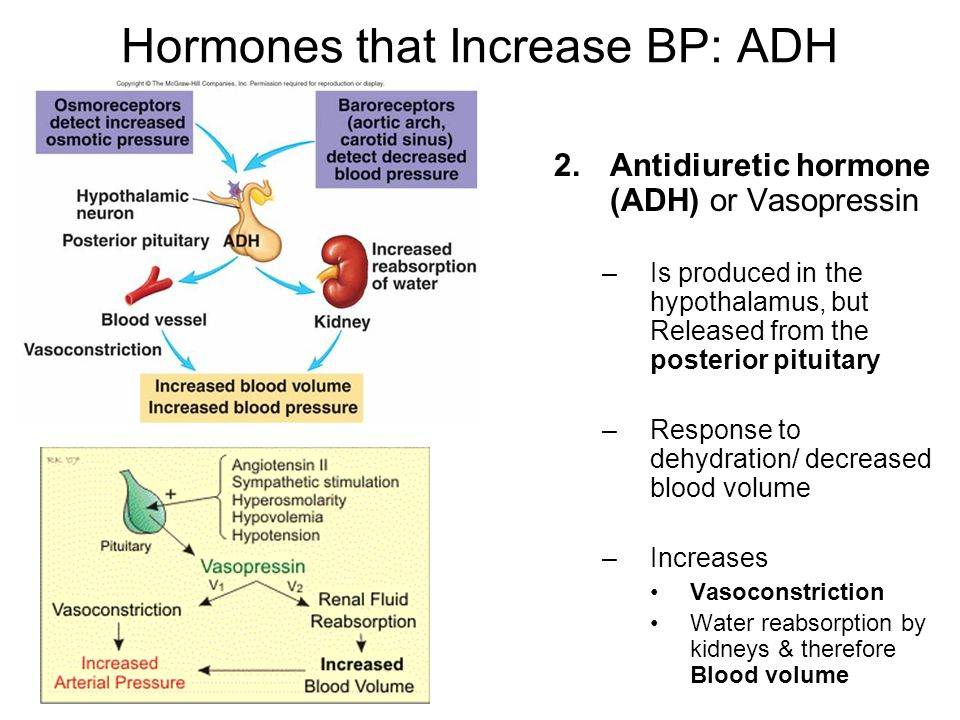 Hormones that Increase BP: ADH
Copyright © The McGraw-Hill Companies, Inc. Permission required for reproduction or display.
Osmoreceptors
detect increased
osmotic pressure
Baroreceptors
(aortic arch,
carotid sinus)
detect decreased
blood pressure
Hypothalamic
neuron
Posterior pituitary
ADH
Increased
reabsorption
of water
Blood vessel
Kidney
Vasoconstriction
Increased blood volume
Increased blood pressure
RK '07
+
Angiotensin II
Sympathetic stimulation
Hyperosmolarity
Hypovolemia
Hypotension
Pituitary
Vasopressin
V1
V2
Vasoconstriction
Renal Fluid
Reabsorption
Increased
Arterial Pressure
Increased
Blood Volume
2. Antidiuretic hormone
(ADH) or Vasopressin
– Is produced in the
hypothalamus, but
Released from the
posterior pituitary
– Response to
dehydration/ decreased
blood volume
– Increases
• Vasoconstriction
• Water reabsorption by
kidneys & therefore
Blood volume